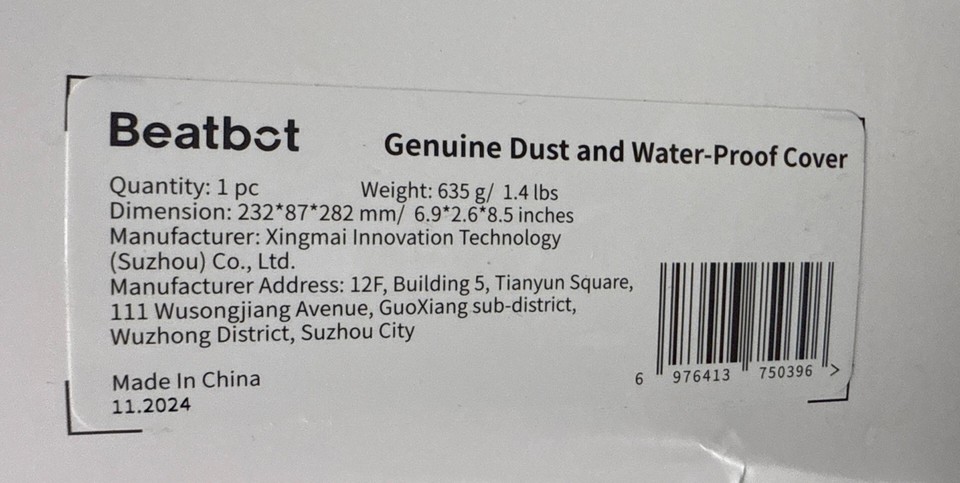 Beatbot
Genuine Dust and Water-Proof Cover
Quantity: 1 pc Weight: 635 g/ 1.4 lbs
Dimension: 232*87*282 mm/ 6.9*2.6*8.5 inches
Manufacturer: Xingmai Innovation Technology
(Suzhou) Co., Ltd.
Manufacturer Address: 12F, Building 5, Tianyun Square,
111 Wusongjiang Avenue, GuoXiang sub-district,
Wuzhong District, Suzhou City
Made In China
11.2024
6 976413 750396 >